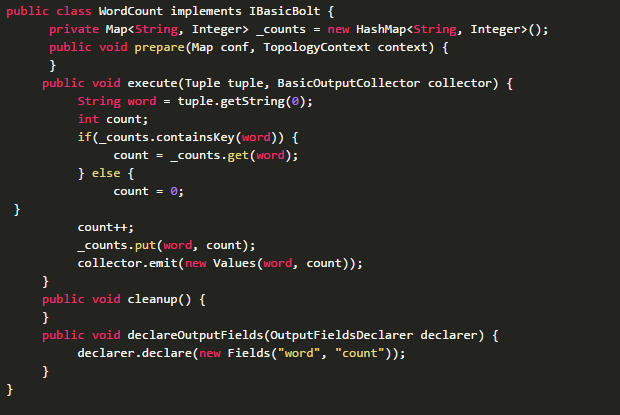 public class WordCount implements IBasicBolt {
private Map<String, Integer> _counts = new HashMap<String, Integer>();
public void prepare(Map conf, TopologyContext context) {
}
public void execute(Tuple tuple, BasicOutputCollector collector) {
String word = tuple.getString(0);
int count;
if(_counts.containsKey(word)) {
count = _counts.get(word);
} else {
count = 0;
}
count++;
_counts.put(word, count);
collector.emit(new Values(word, count));
}
public void cleanup() {
}
public void declareOutputFields(OutputFieldsDeclarer declarer) {
declarer.declare(new Fields("word", "count"));
}
}